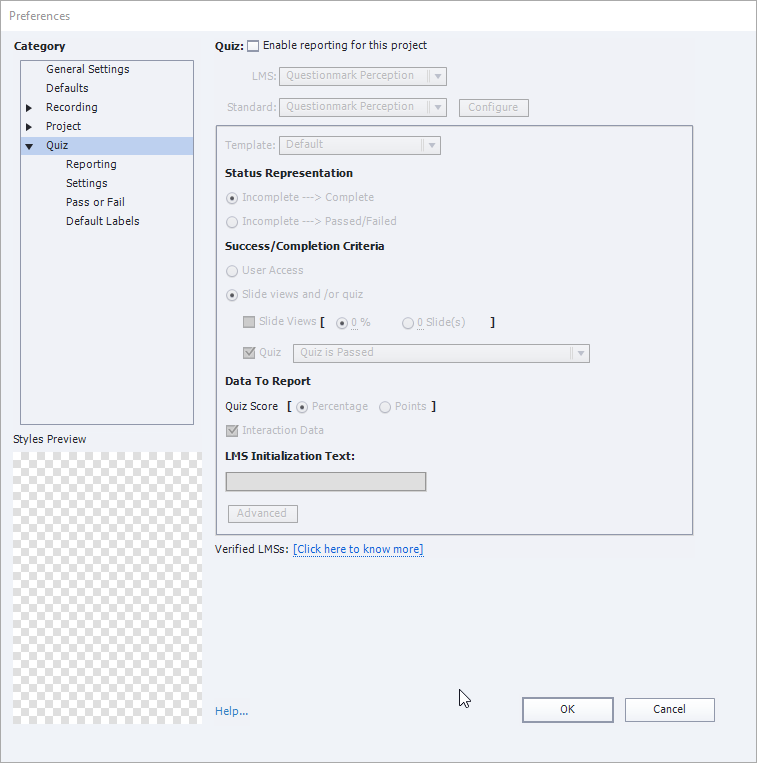 Preferences
Category
General Settings
Defaults
Recording
Project
Quiz
Reporting
Settings
Pass or Fail
Default Labels
Styles Preview
Quiz: Enable reporting for this project
LMS: Questionmark Perception
Standard: Questionmark Perception Configure
Template: Default
Status Representation
Incomplete ---> Complete
Incomplete ---> Passed/Failed
Success/Completion Criteria
User Access
Slide views and /or quiz
Slide Views [ 0 % 0 Slide(s) ]
Quiz Quiz is Passed
Data To Report
Quiz Score [ Percentage Points ]
Interaction Data
LMS Initialization Text:
Advanced
Verified LMSs: [Click here to know more]
Help... OK Cancel